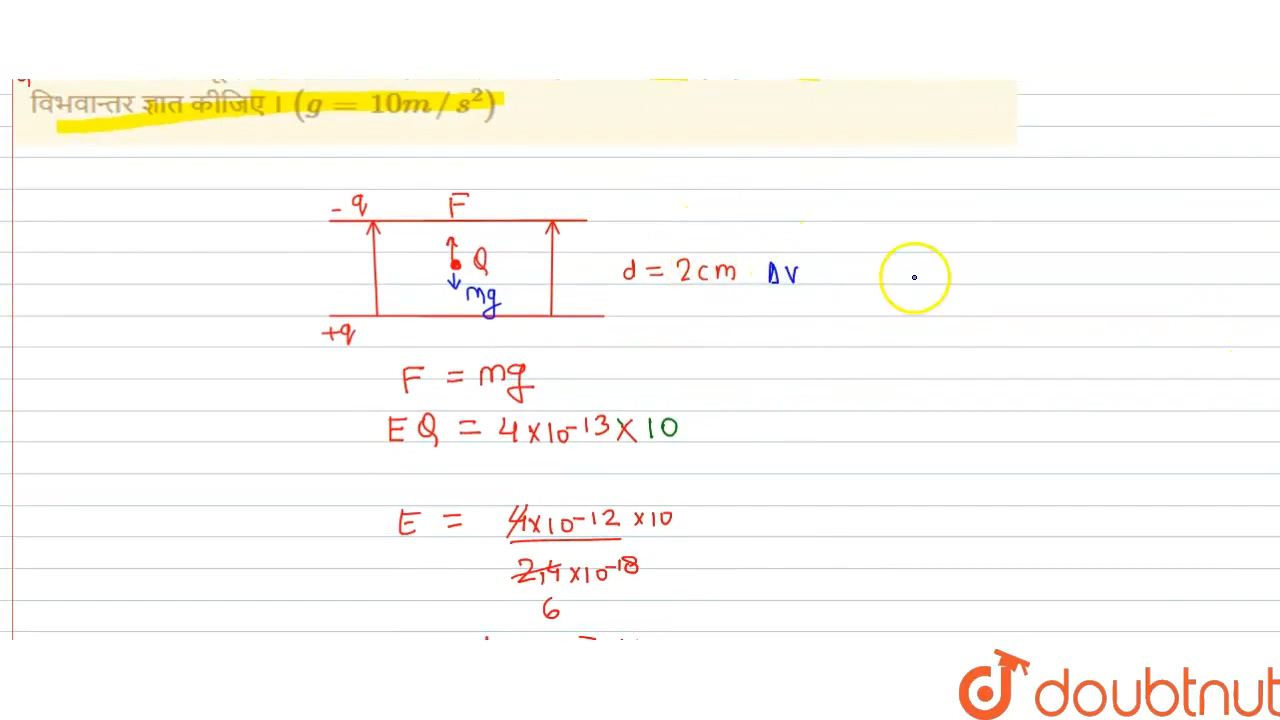 विभवान्तर ज्ञात कीजिए । (g = 10m/s²)
- q F
Q
mg
d = 2cm ΔV
+q
F = mg
EQ = 4×10⁻¹³×10
E = 4×10⁻¹² ×10
2.4×10⁻¹⁸
6
doubtnut